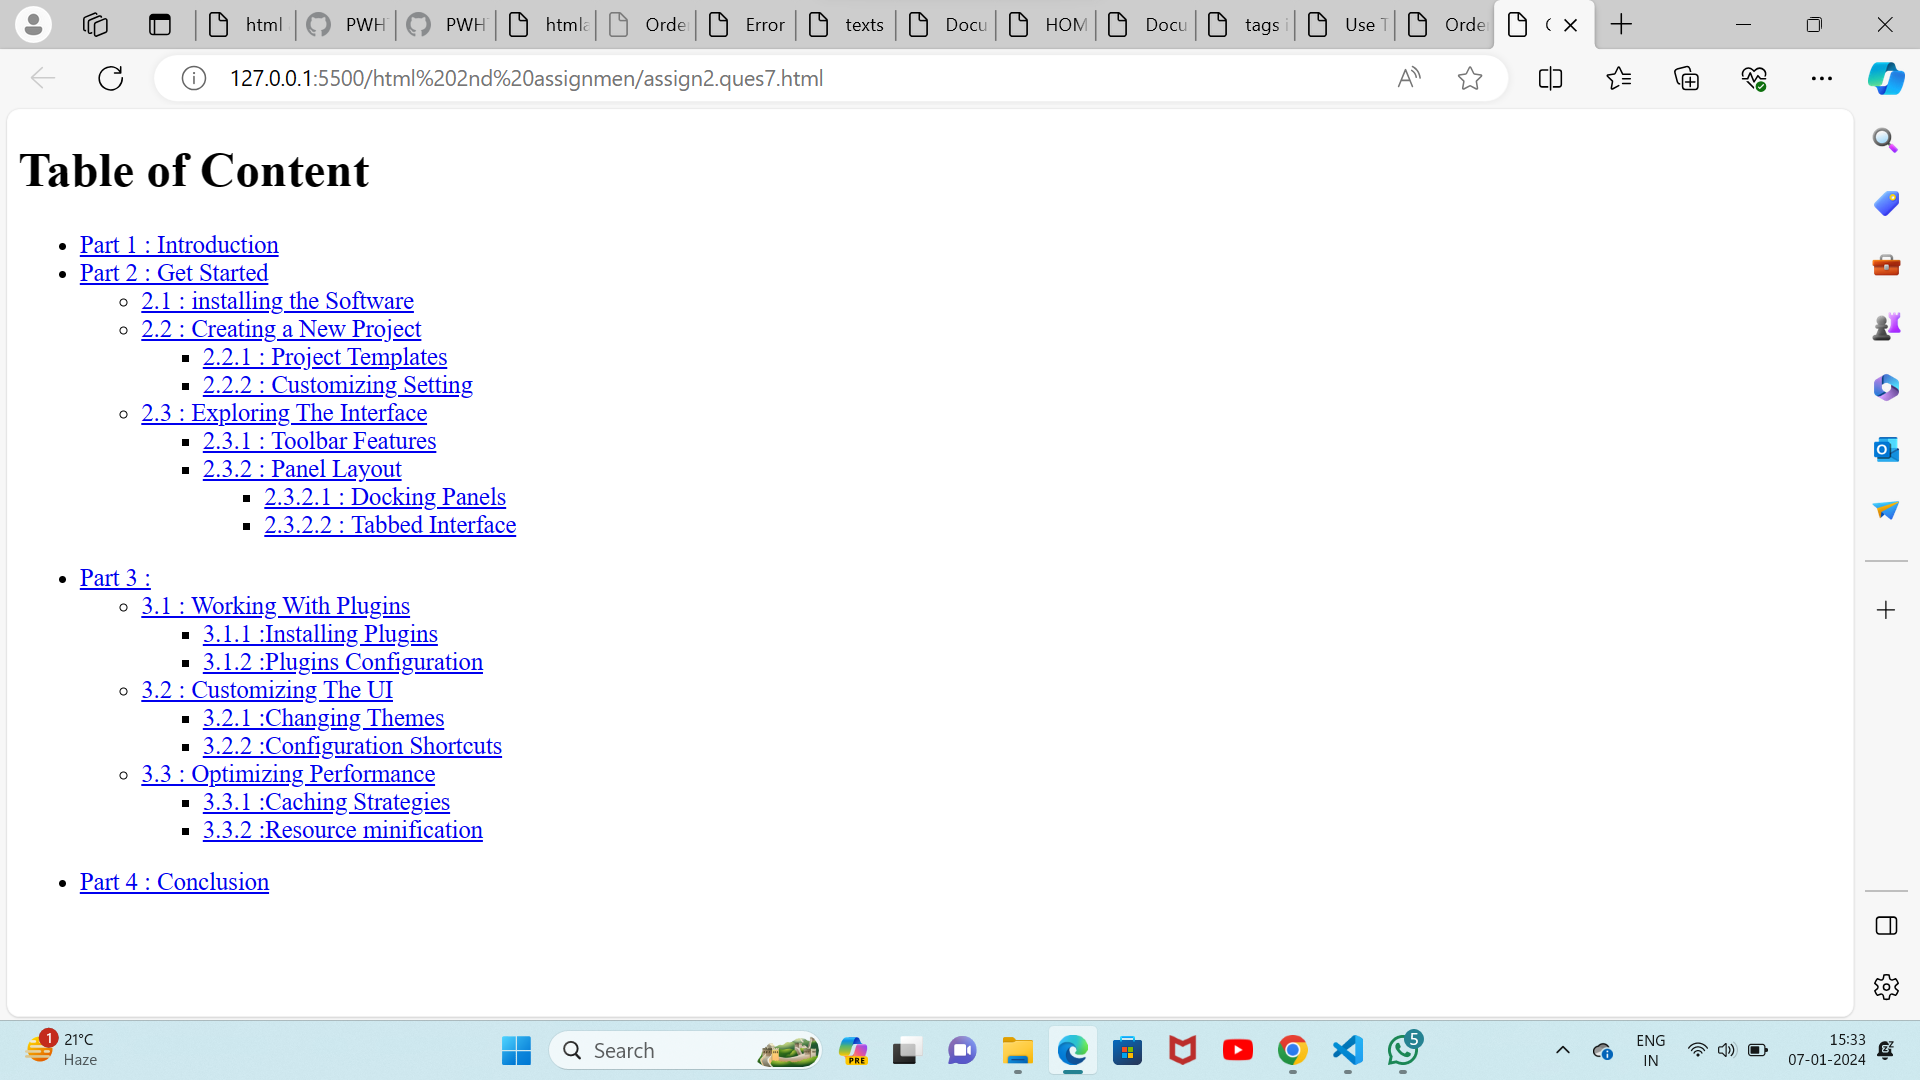 html
PWH
PWH
htmla
Orde
Error
texts
Docu
HOM
Docu
tags i
Use T
Orde
127.0.0.1:5500/html%202nd%20assignmen/assign2.ques7.html
Table of Content
Part 1 : Introduction
Part 2 : Get Started
2.1 : installing the Software
2.2 : Creating a New Project
2.2.1 : Project Templates
2.2.2 : Customizing Setting
2.3 : Exploring The Interface
2.3.1 : Toolbar Features
2.3.2 : Panel Layout
2.3.2.1 : Docking Panels
2.3.2.2 : Tabbed Interface
Part 3 :
3.1 : Working With Plugins
3.1.1 :Installing Plugins
3.1.2 :Plugins Configuration
3.2 : Customizing The UI
3.2.1 :Changing Themes
3.2.2 :Configuration Shortcuts
3.3 : Optimizing Performance
3.3.1 :Caching Strategies
3.3.2 :Resource minification
Part 4 : Conclusion
1
21°C
Haze
Search
PRE
5
ENG
IN
15:33
07-01-2024